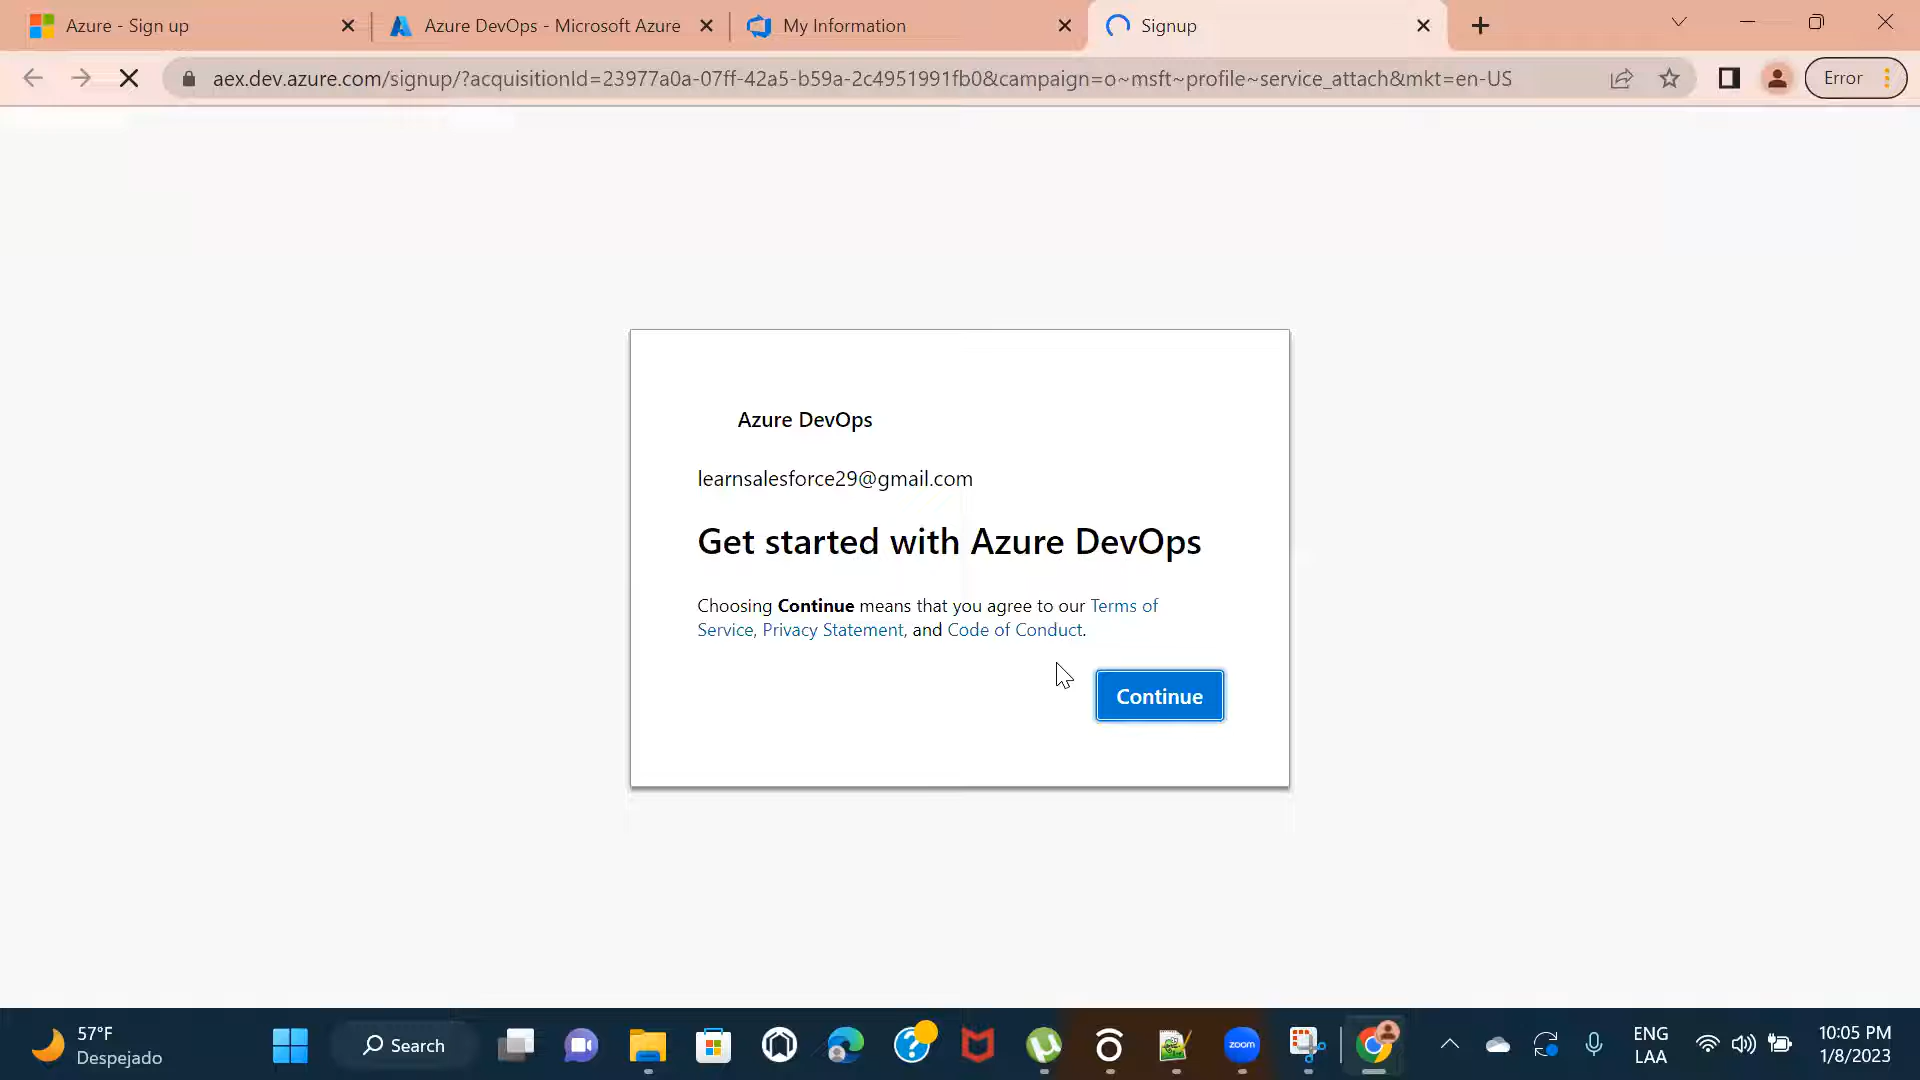 Azure - Sign up
Azure DevOps - Microsoft Azure
My Information
Signup
aex.dev.azure.com/signup/?acquisitionId=23977a0a-07ff-42a5-b59a-2c4951991fb0&campaign=o~msft~profile~service_attach&mkt=en-US
Error
Azure DevOps
learnsalesforce29@gmail.com
Get started with Azure DevOps
Choosing Continue means that you agree to our Terms of
Service, Privacy Statement, and Code of Conduct.
Continue
57°F
Despejado
Search
zoom
ENG
LAA
10:05 PM
1/8/2023